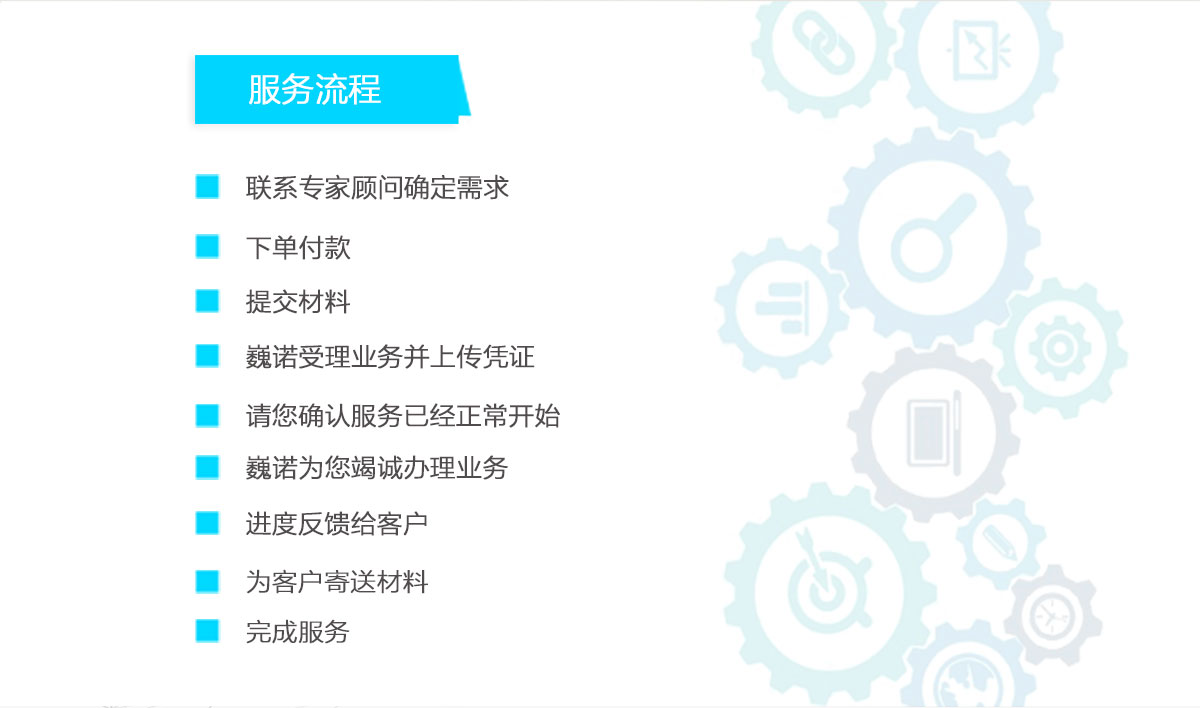 服务流程
联系专家顾问确定需求
下单付款
提交材料
巍诺受理业务并上传凭证
请您确认服务已经正常开始
巍诺为您竭诚办理业务
进度反馈给客户
为客户寄送材料
完成服务